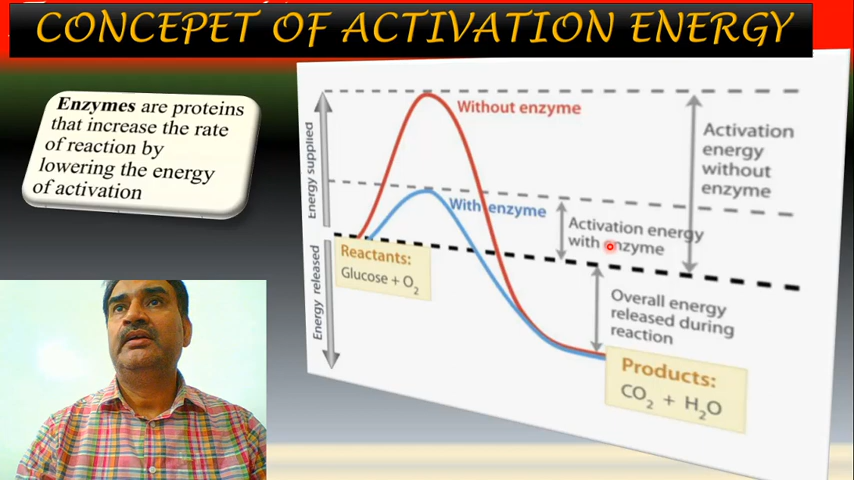 CONCEPET OF ACTIVATION ENERGY
Enzymes are proteins
that increase the rate
of reaction by
lowering the energy
of activation
Energy supplied
Energy released
Without enzyme
With enzyme
Activation
energy
without
enzyme
Activation energy
with enzyme
Reactants:
Glucose + O2
Overall energy
released during
reaction
Products:
CO2 + H2O